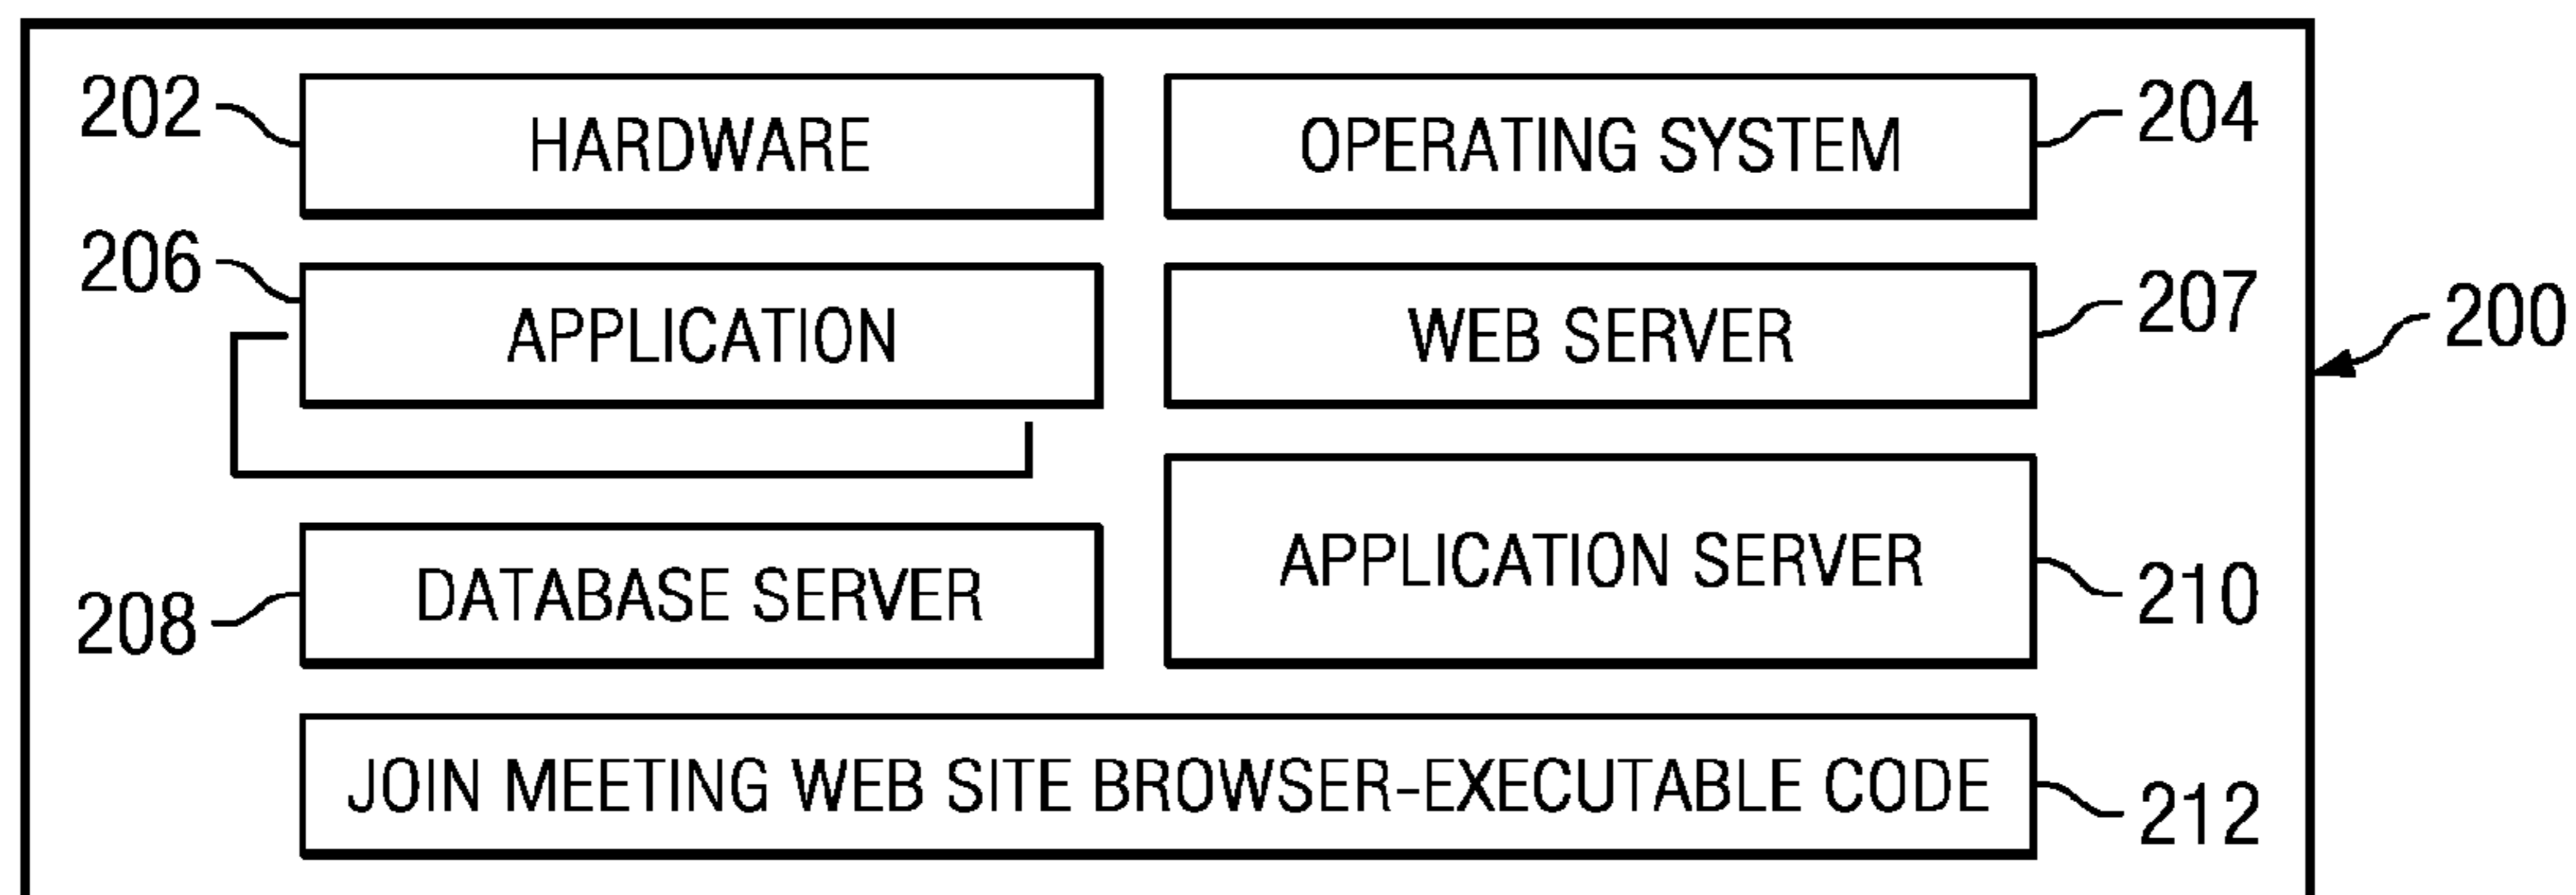 202 HARDWARE OPERATING SYSTEM 204
206 APPLICATION WEB SERVER 207
200
208 DATABASE SERVER APPLICATION SERVER 210
JOIN MEETING WEB SITE BROWSER-EXECUTABLE CODE 212